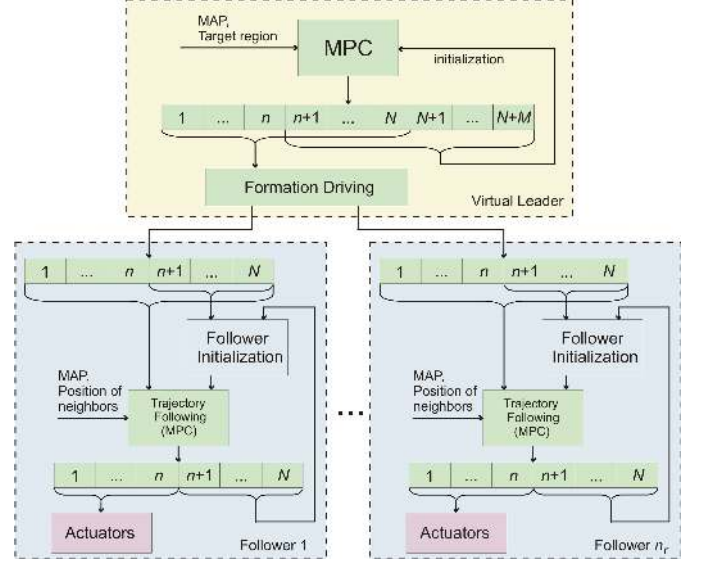 MAP,
Target region
MPC
initialization
1 ... n n+1 ... N N+1 ... N+M
Formation Driving
Virtual Leader
1 ... n n+1 ... N
Follower
Initialization
MAP,
Position of
neighbors
Trajectory
Following
(MPC)
1 ... n n+1 ... N
Actuators
Follower 1
...
1 ... n n+1 ... N
Follower
Initialization
MAP,
Position of
neighbors
Trajectory
Following
(MPC)
1 ... n n+1 ... N
Actuators
Follower nr